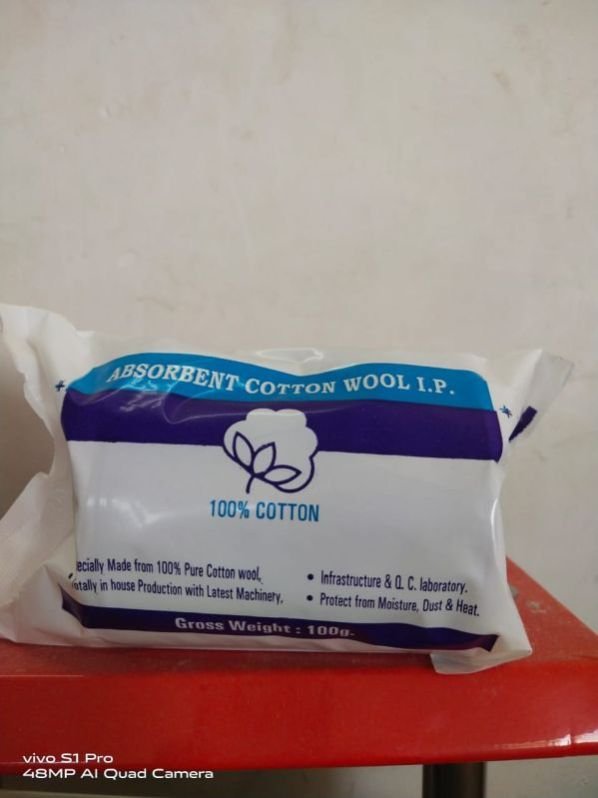 ABSORBENT COTTON WOOL I.P.
100% COTTON
ecially Made from 100% Pure Cotton wool,
otally in house Production with Latest Machinery,
• Infrastructure & Q. C. laboratory.
• Protect from Moisture, Dust & Heat.
Gross Weight : 100g.
vivo S1 Pro
48MP AI Quad Camera